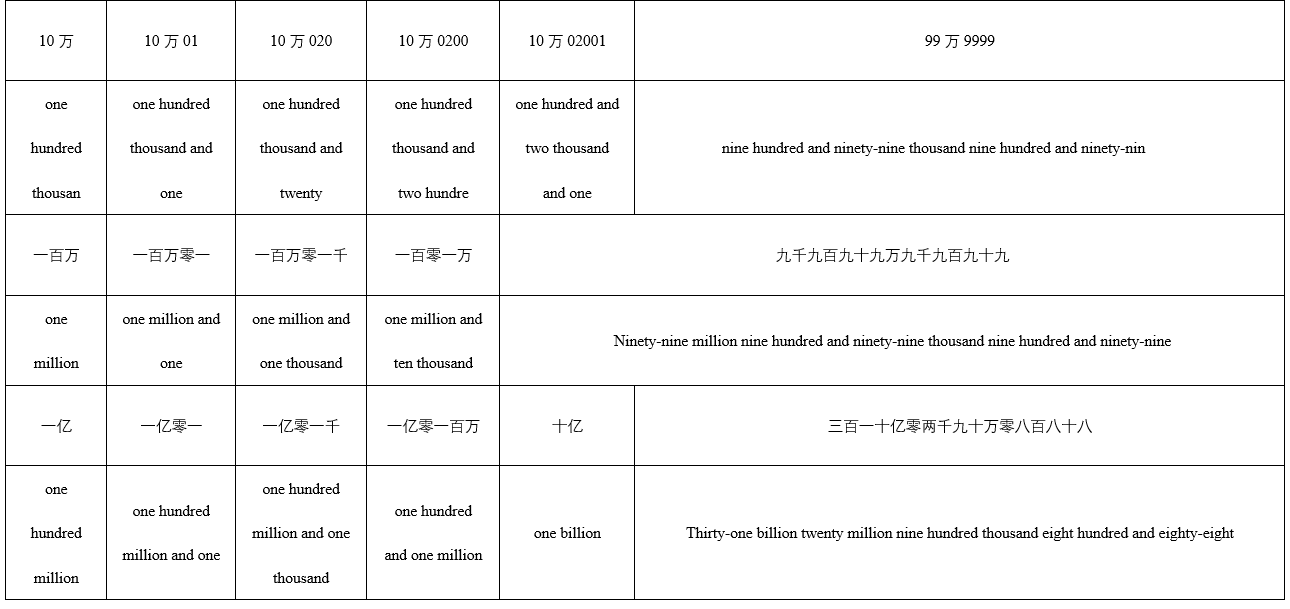 10 万
10 万 01
10 万 020
10 万 0200
10 万 02001
99 万 9999
one
hundred
thousan
one hundred
thousand and
one
one hundred
thousand and
twenty
one hundred
thousand and
two hundre
one hundred and
two thousand
and one
nine hundred and ninety-nine thousand nine hundred and ninety-nin
一百万
一百万零一
一百万零一千
一百零一万
九千九百九十九万九千九百九十九
one
million
one million and
one
one million and
one thousand
one million and
ten thousand
Ninety-nine million nine hundred and ninety-nine thousand nine hundred and ninety-nine
一亿
一亿零一
一亿零一千
一亿零一百万
十亿
三百一十亿零两千九十万零八百八十八
one
hundred
million
one hundred
million and one
one hundred
million and one
thousand
one hundred
and one million
one billion
Thirty-one billion twenty million nine hundred thousand eight hundred and eighty-eight